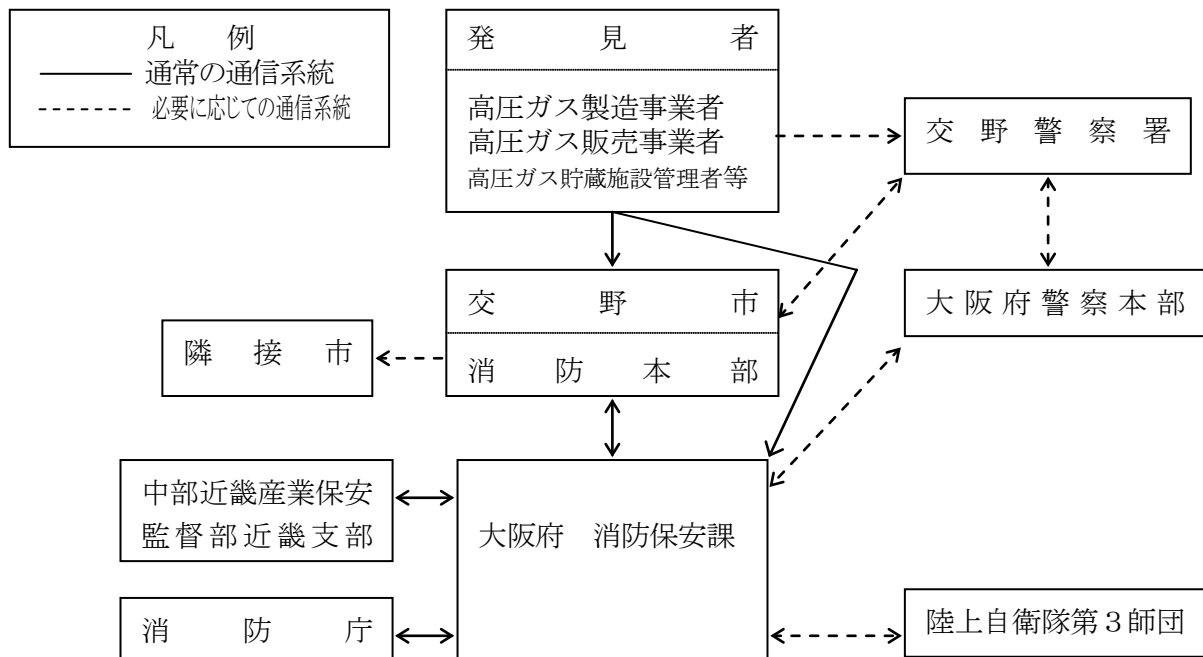 凡例
通常の通信系統
必要に応じての通信系統
発見者
高圧ガス製造事業者
高圧ガス販売事業者
高圧ガス貯蔵施設管理者等
交野警察署
大阪府警察本部
交野市
消防本部
隣接市
中部近畿産業保安
監督部近畿支部
大阪府　消防保安課
消防庁
陸上自衛隊第３師団